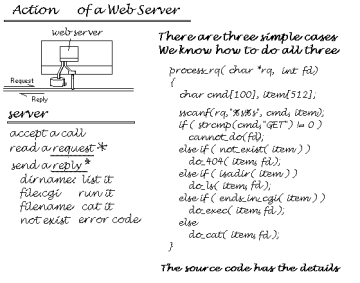 Action of a Web Server
web server
Request
Reply
server
accept a call
read a request *
send a reply *
dirname: list it
file.cgi run it
filename cat it
not exist error code
There are three simple cases
We know how to do all three
process_rq( char *rq, int fd)
{
char cmd[100], item[512];
sscanf(rq,"%s%s", cmd, item);
if ( strcmp(cmd,"GET") != 0 )
cannot_do(fd);
else if ( not_exist( item ) )
do_404( item, fd );
else if ( isadir( item ) )
do_ls( item, fd );
else if ( ends_in_cgi( item ) )
do_exec( item, fd );
else
do_cat( item, fd );
}
The source code has the details